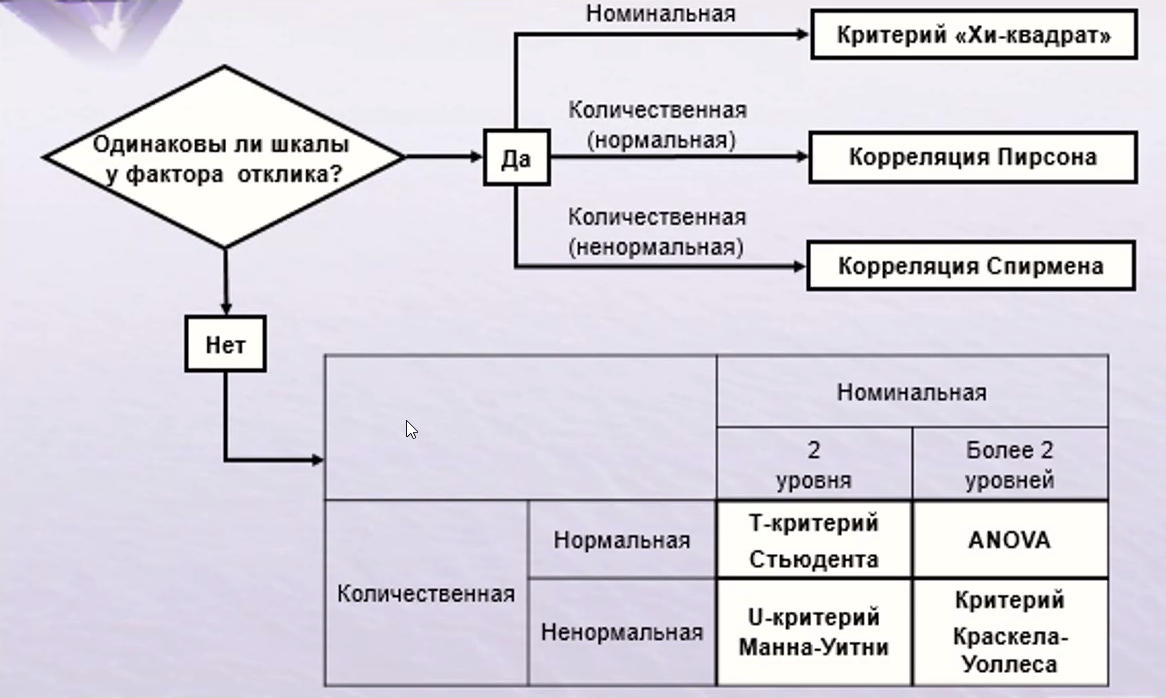 Номинальная
Критерий «Хи-квадрат»
Одинаковы ли шкалы
у фактора отклика?
Да
Количественная
(нормальная)
Корреляция Пирсона
Количественная
(ненормальная)
Корреляция Спирмена
Нет
Номинальная
2
уровня
Более 2
уровней
Количественная
Нормальная
Т-критерий
Стьюдента
ANOVA
Ненормальная
U-критерий
Манна-Уитни
Критерий
Краскела-
Уоллеса